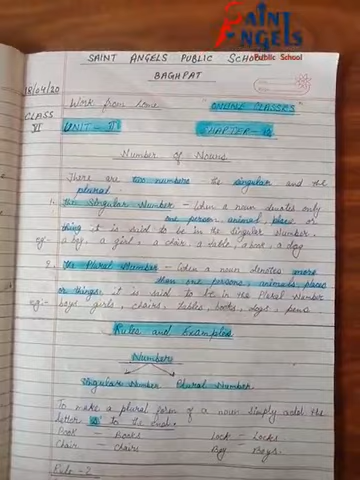 SAINT ANGELS
Public School
SAINT ANGELS PUBLIC SCHOOL
BAGHPAT
18/04/20
Work from home ONLINE CLASSES
CLASS
VI
UNIT - II CHAPTER - 12
Number of Nouns
There are two numbers - the singular and the
plural.
1. The Singular Number - When a noun denotes only
one person, animal, place or
thing it is said to be in the Singular Number.
eg:- a boy, a girl, a chair, a table, a book, a dog
2. The Plural Number - When a noun denotes more
than one persons, animals, places
or things, it is said to be in the Plural Number
eg:- boys, girls, chairs, tables, books, dogs, pens
Rules and Examples
Numbers
Singular Number Plural Number
To make a plural form of a noun simply add the
letter 's' to the
Book - Books Lock - Locks
Chair - Chairs Boy - Boys.
Rule - 2